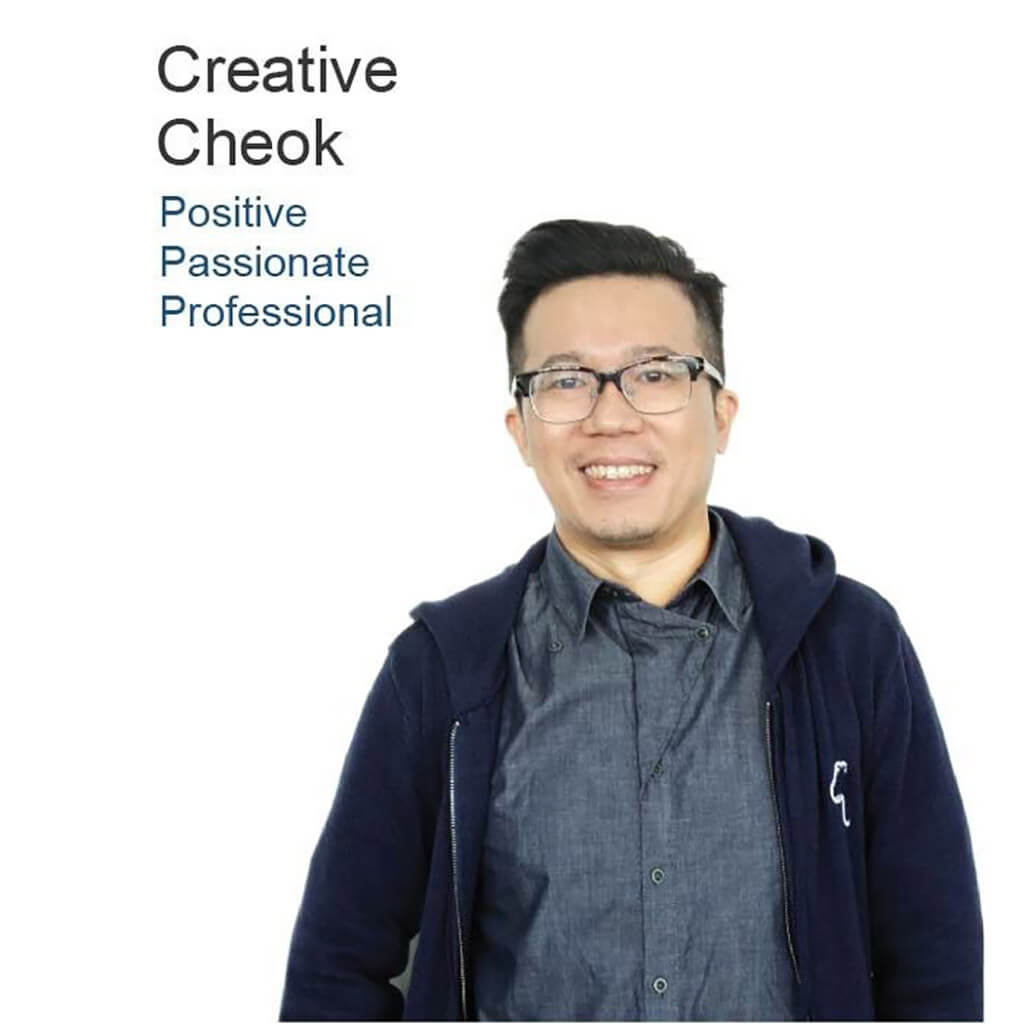 Creative
Cheok
Positive
Passionate
Professional